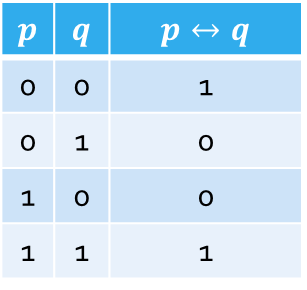 p q p ↔ q
0 0 1
0 1 0
1 0 0
1 1 1